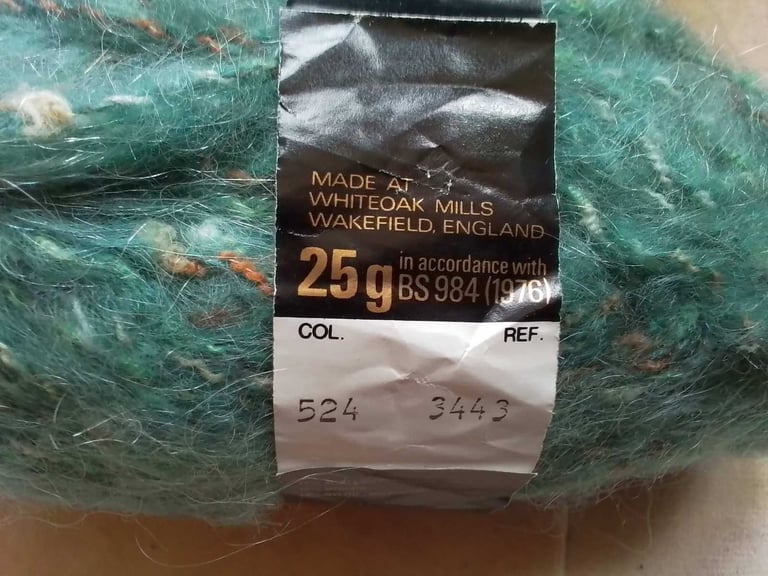 MADE AT
WHITEOAK MILLS
WAKEFIELD, ENGLAND
25g in accordance with
BS 984 (1976)
COL. REF.
524 3443